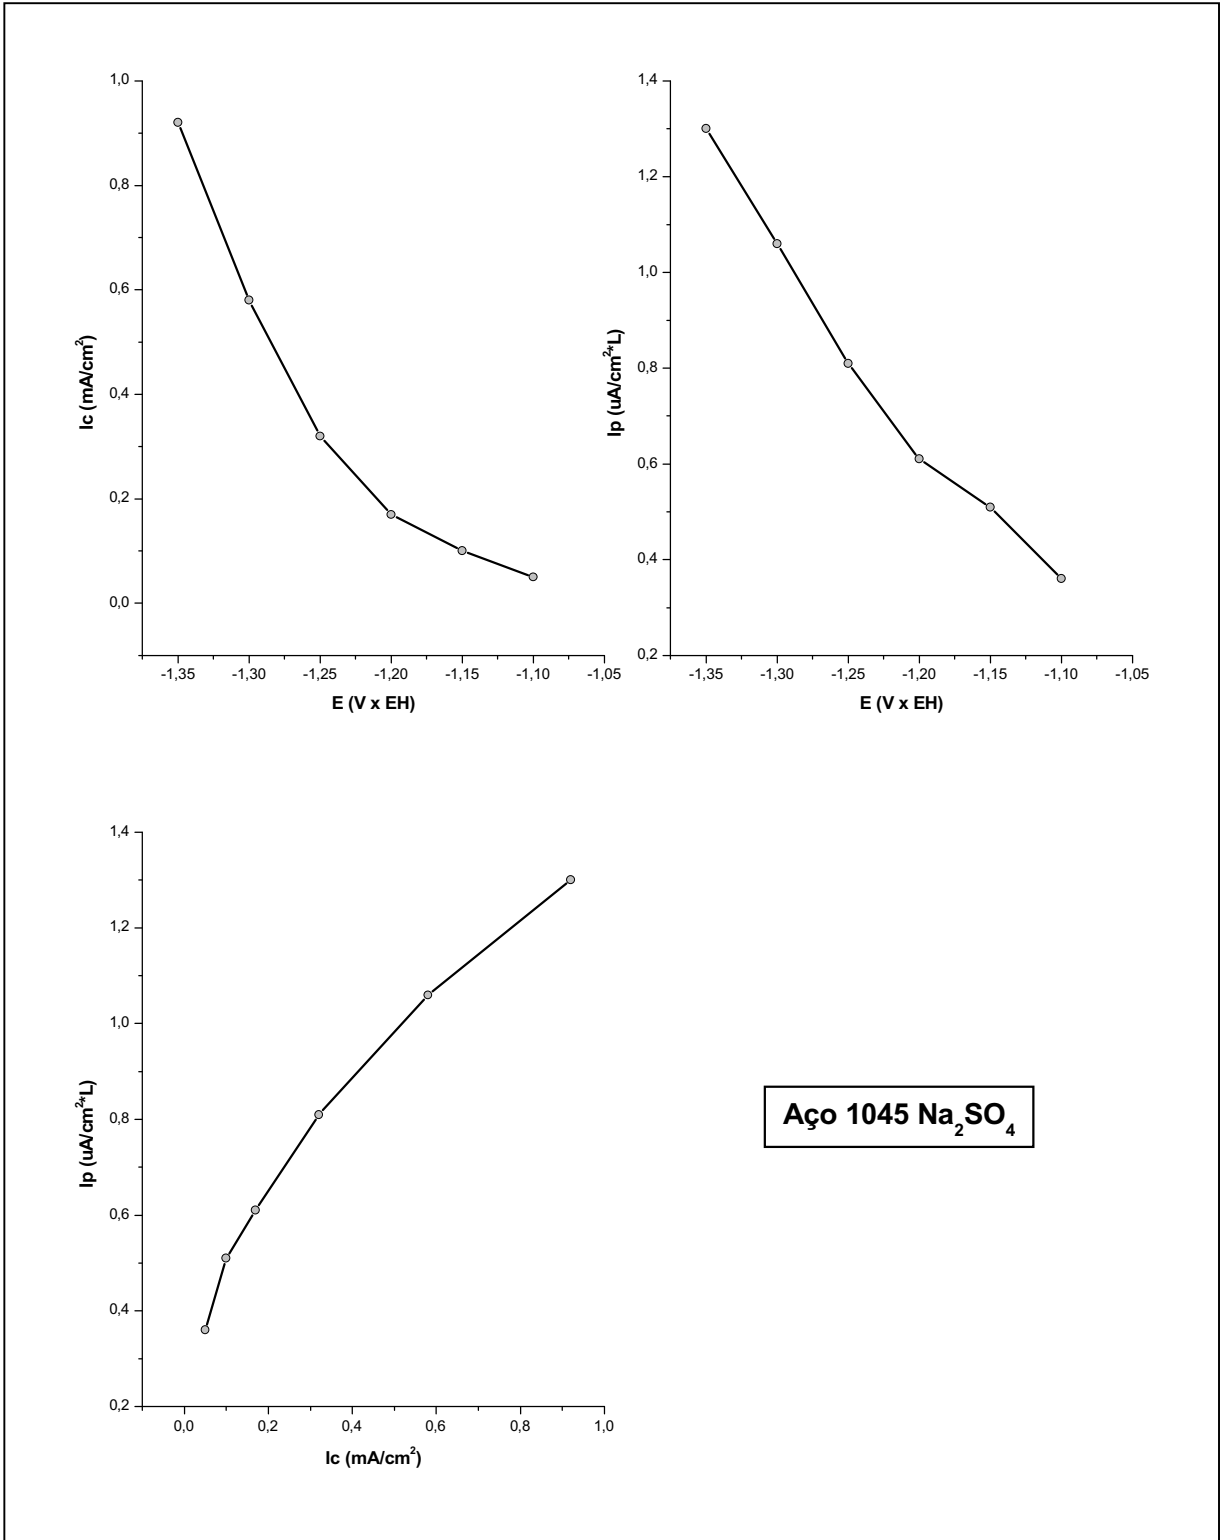 1,0
0,8
0,6
0,4
0,2
0,0
Ic (mA/cm²)
-1,35 -1,30 -1,25 -1,20 -1,15 -1,10 -1,05
E (V x EH)
1,4
1,2
1,0
0,8
0,6
0,4
0,2
Ip (uA/cm²*L)
-1,35 -1,30 -1,25 -1,20 -1,15 -1,10 -1,05
E (V x EH)
1,4
1,2
1,0
0,8
0,6
0,4
0,2
Ip (uA/cm²*L)
0,0 0,2 0,4 0,6 0,8 1,0
Ic (mA/cm²)
Aço 1045 Na₂SO₄